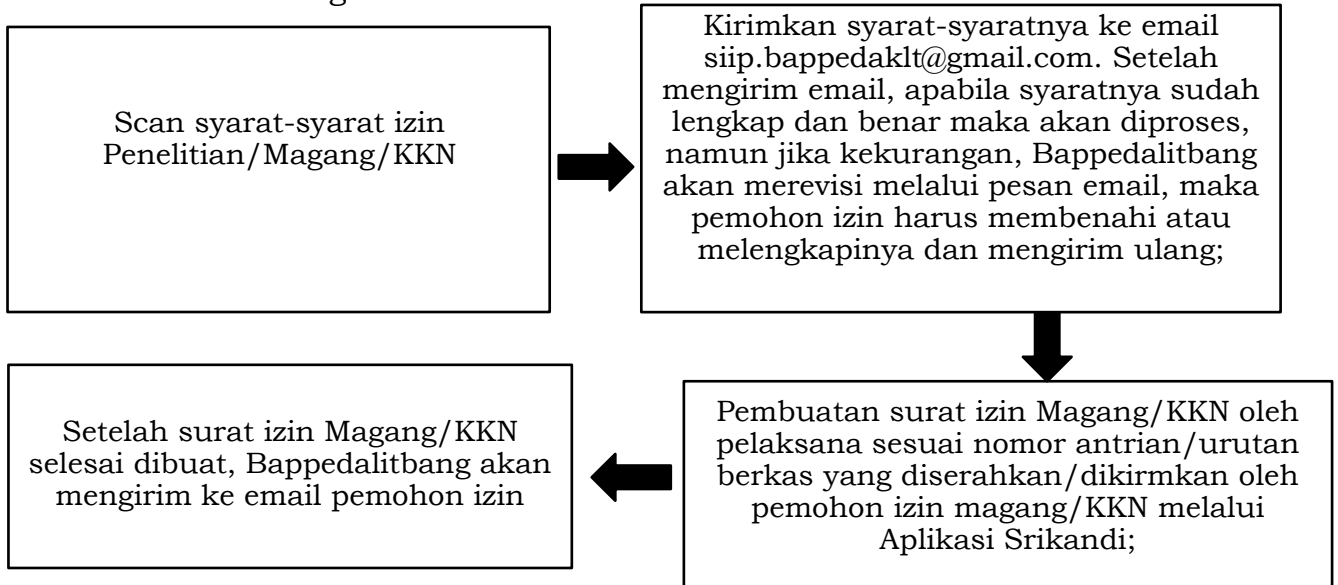 Scan syarat-syarat izin
Penelitian/Magang/KKN
Kirimkan syarat-syaratnya ke email
siip.bappedaklt@gmail.com. Setelah
mengirim email, apabila syaratnya sudah
lengkap dan benar maka akan diproses,
namun jika kekurangan, Bappedalitbang
akan merevisi melalui pesan email, maka
pemohon izin harus membenahi atau
melengkapinya dan mengirim ulang;
Pembuatan surat izin Magang/KKN oleh
pelaksana sesuai nomor antrian/urutan
berkas yang diserahkan/dikirmkan oleh
pemohon izin magang/KKN melalui
Aplikasi Srikandi;
Setelah surat izin Magang/KKN
selesai dibuat, Bappedalitbang akan
mengirim ke email pemohon izin